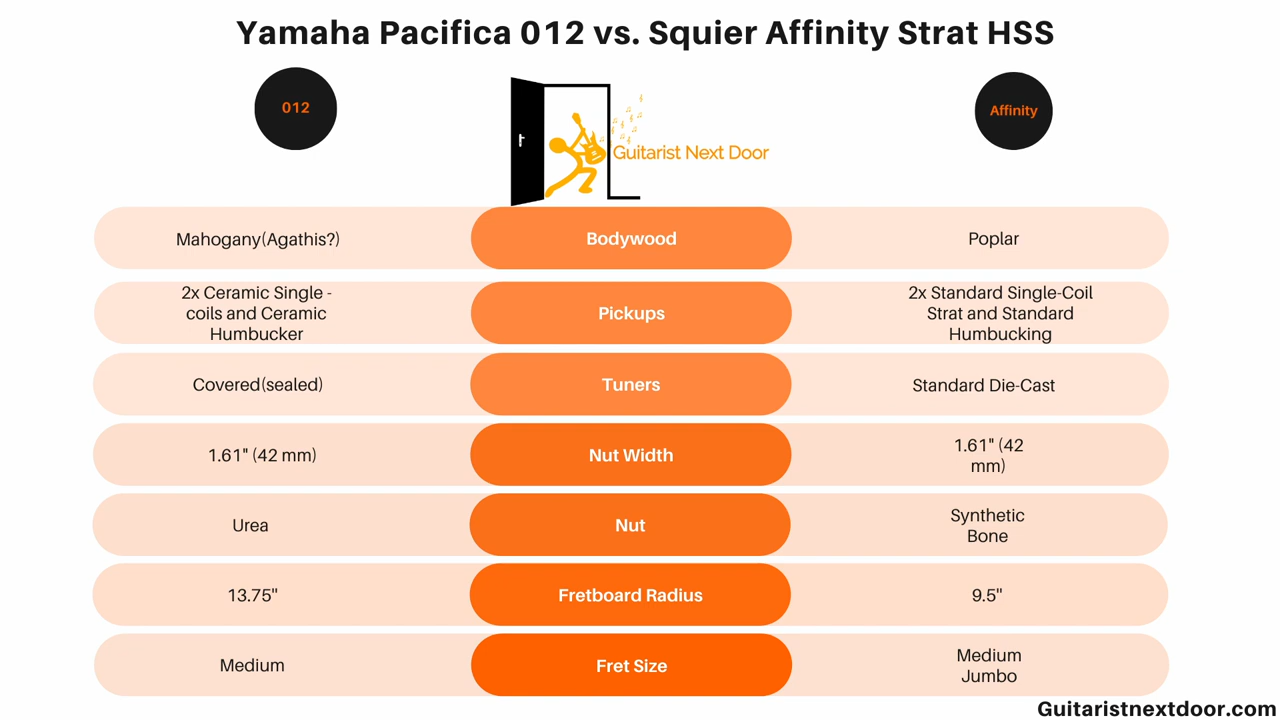 Yamaha Pacifica 012 vs. Squier Affinity Strat HSS
012
Affinity
Guitarist Next Door
Mahogany(Agathis?)
Bodywood
Poplar
2x Ceramic Single -
coils and Ceramic
Humbucker
Pickups
2x Standard Single-Coil
Strat and Standard
Humbucking
Covered(sealed)
Tuners
Standard Die-Cast
1.61" (42 mm)
Nut Width
1.61" (42
mm)
Urea
Nut
Synthetic
Bone
13.75"
Fretboard Radius
9.5"
Medium
Fret Size
Medium
Jumbo
Guitaristnextdoor.com